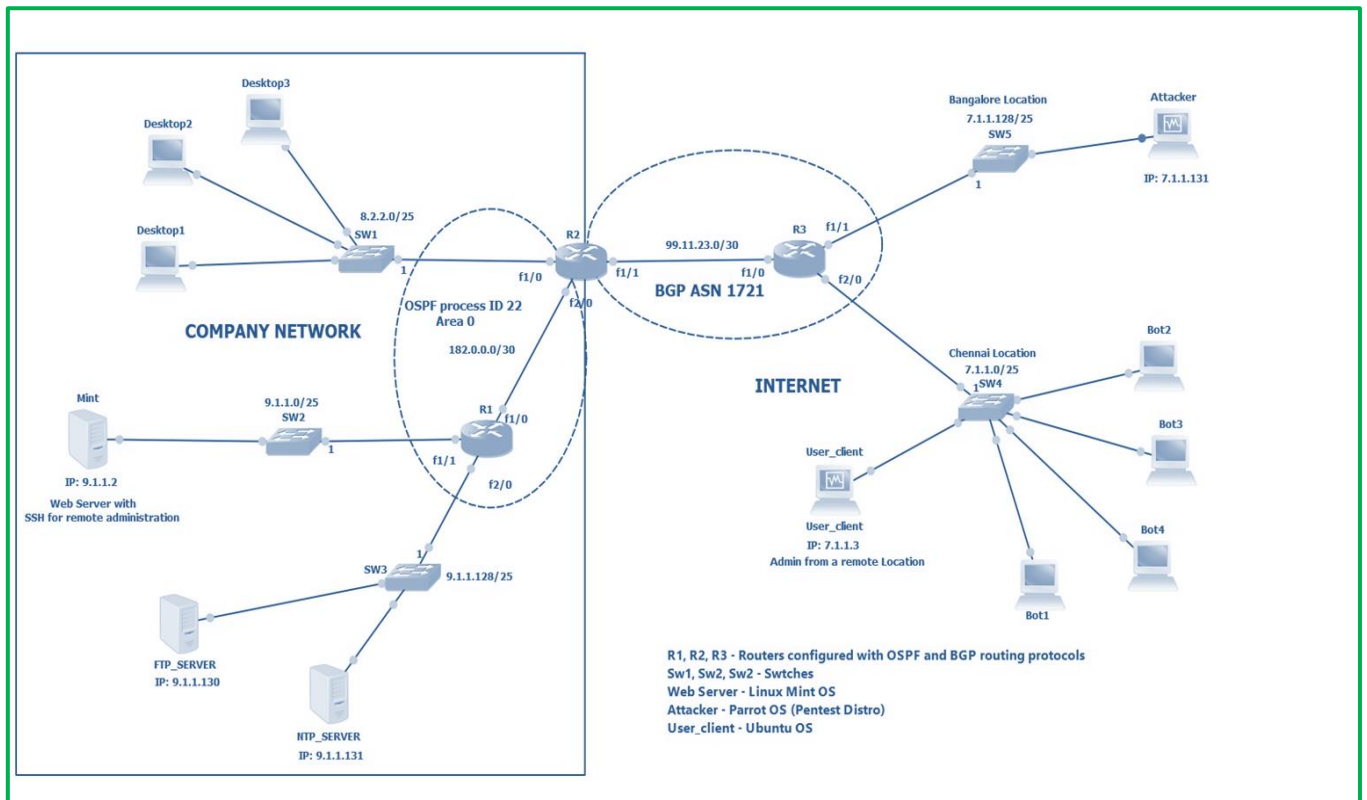 Desktop3
Desktop2
Desktop1
8.2.2.0/25
SW1
1
f1/0
R2
f1/1
f2/0
OSPF process ID 22
Area 0
182.0.0.0/30
COMPANY NETWORK
Mint
IP: 9.1.1.2
Web Server with
SSH for remote administration
9.1.1.0/25
SW2
1
R1
f1/0
f1/1
f2/0
1
SW3
9.1.1.128/25
FTP_SERVER
IP: 9.1.1.130
NTP_SERVER
IP: 9.1.1.131
99.11.23.0/30
BGP ASN 1721
R3
f1/0
f1/1
f2/0
Bangalore Location
7.1.1.128/25
SW5
1
Attacker
IP: 7.1.1.131
INTERNET
Chennai Location
7.1.1.0/25
1
SW4
Bot2
Bot3
Bot4
Bot1
User_client
User_client
IP: 7.1.1.3
Admin from a remote Location
R1, R2, R3 - Routers configured with OSPF and BGP routing protocols
Sw1, Sw2, Sw2 - Swtches
Web Server - Linux Mint OS
Attacker - Parrot OS (Pentest Distro)
User_client - Ubuntu OS